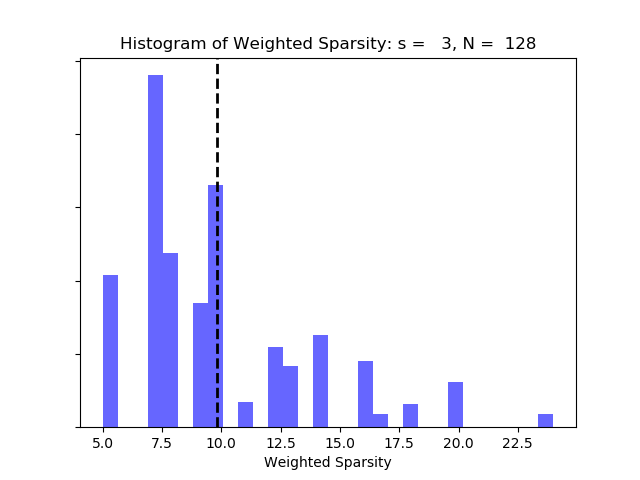 Histogram of Weighted Sparsity: s =   3, N =  128
5.0 7.5 10.0 12.5 15.0 17.5 20.0 22.5
Weighted Sparsity